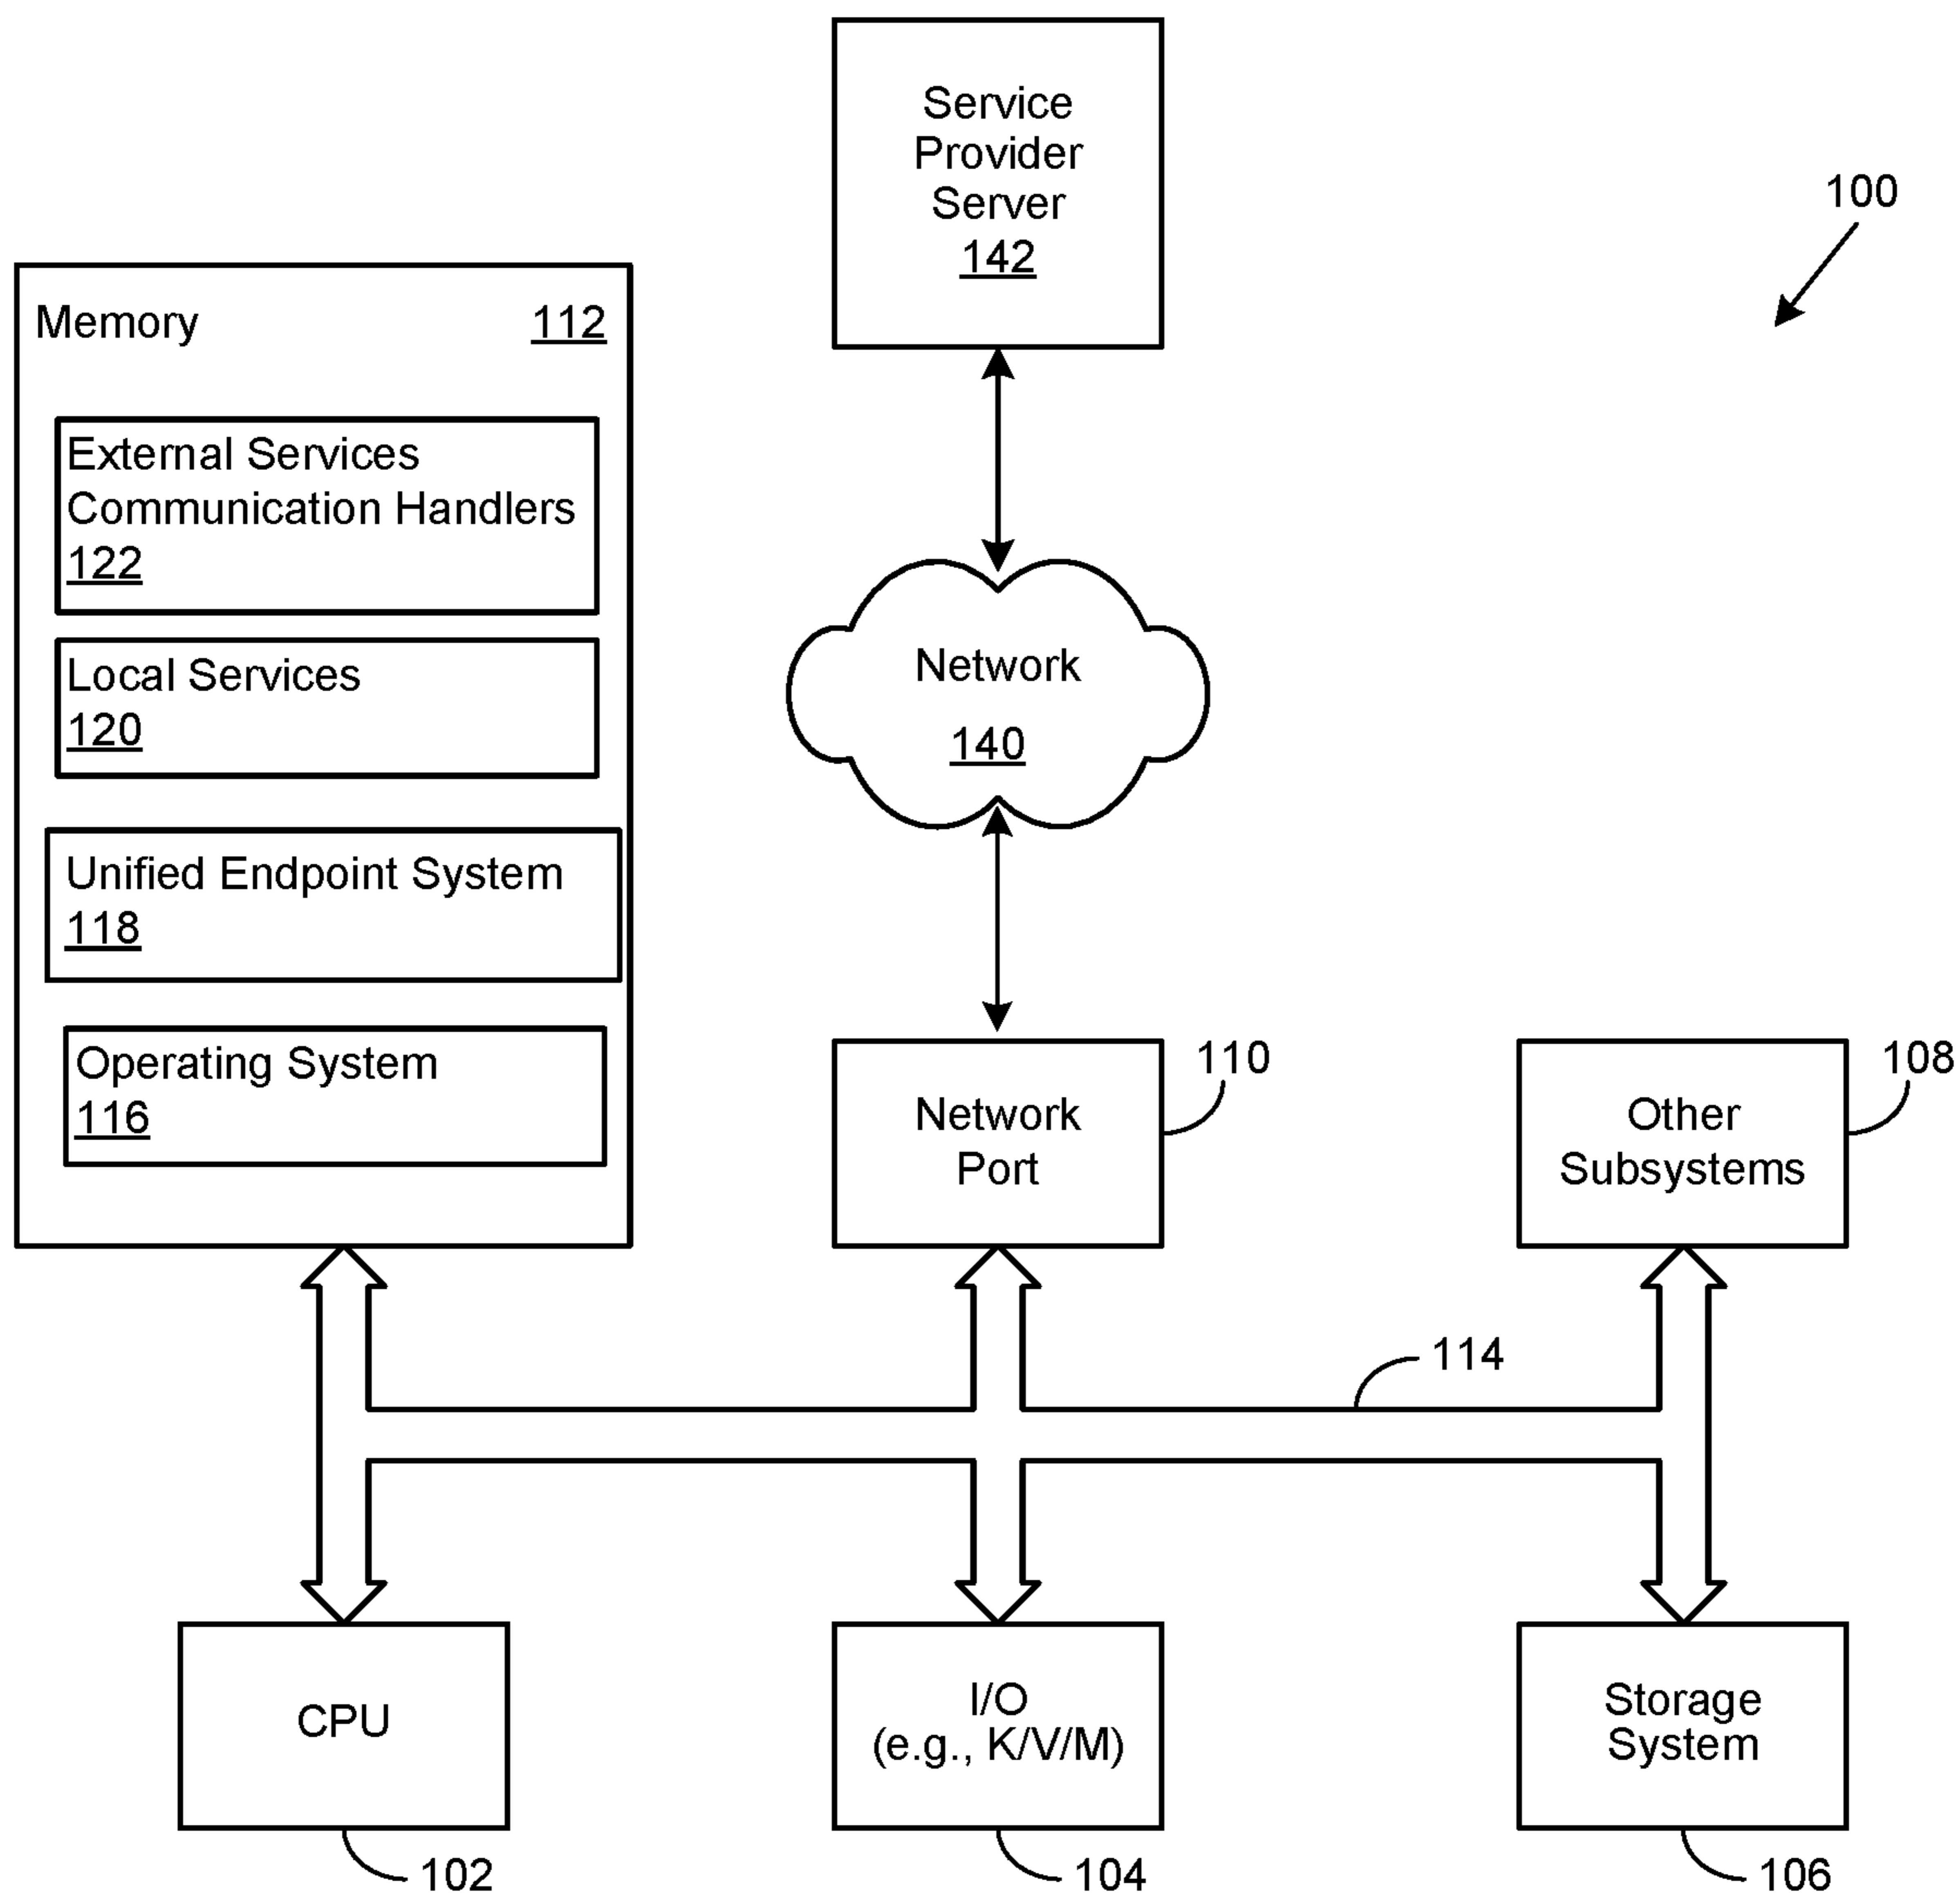 Service
Provider
Server
142
100
Memory 112
External Services
Communication Handlers
122
Local Services
120
Unified Endpoint System
118
Operating System
116
Network
140
Network
Port
110
Other
Subsystems
108
114
CPU
102
I/O
(e.g., K/V/M)
104
Storage
System
106